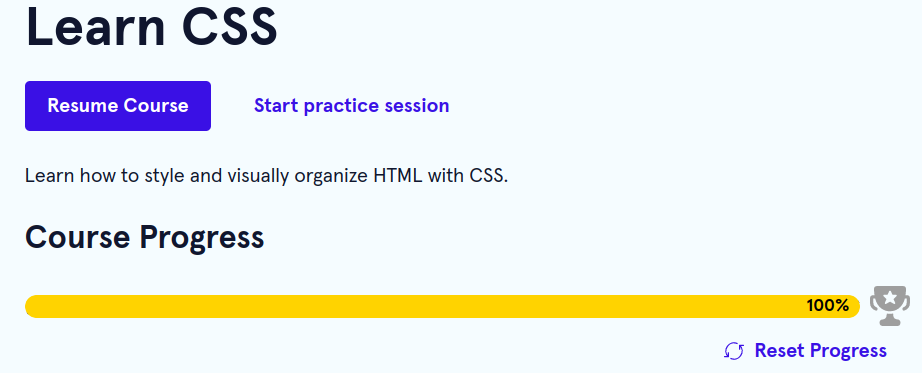 Learn CSS
Resume Course
Start practice session
Learn how to style and visually organize HTML with CSS.
Course Progress
100%
Reset Progress